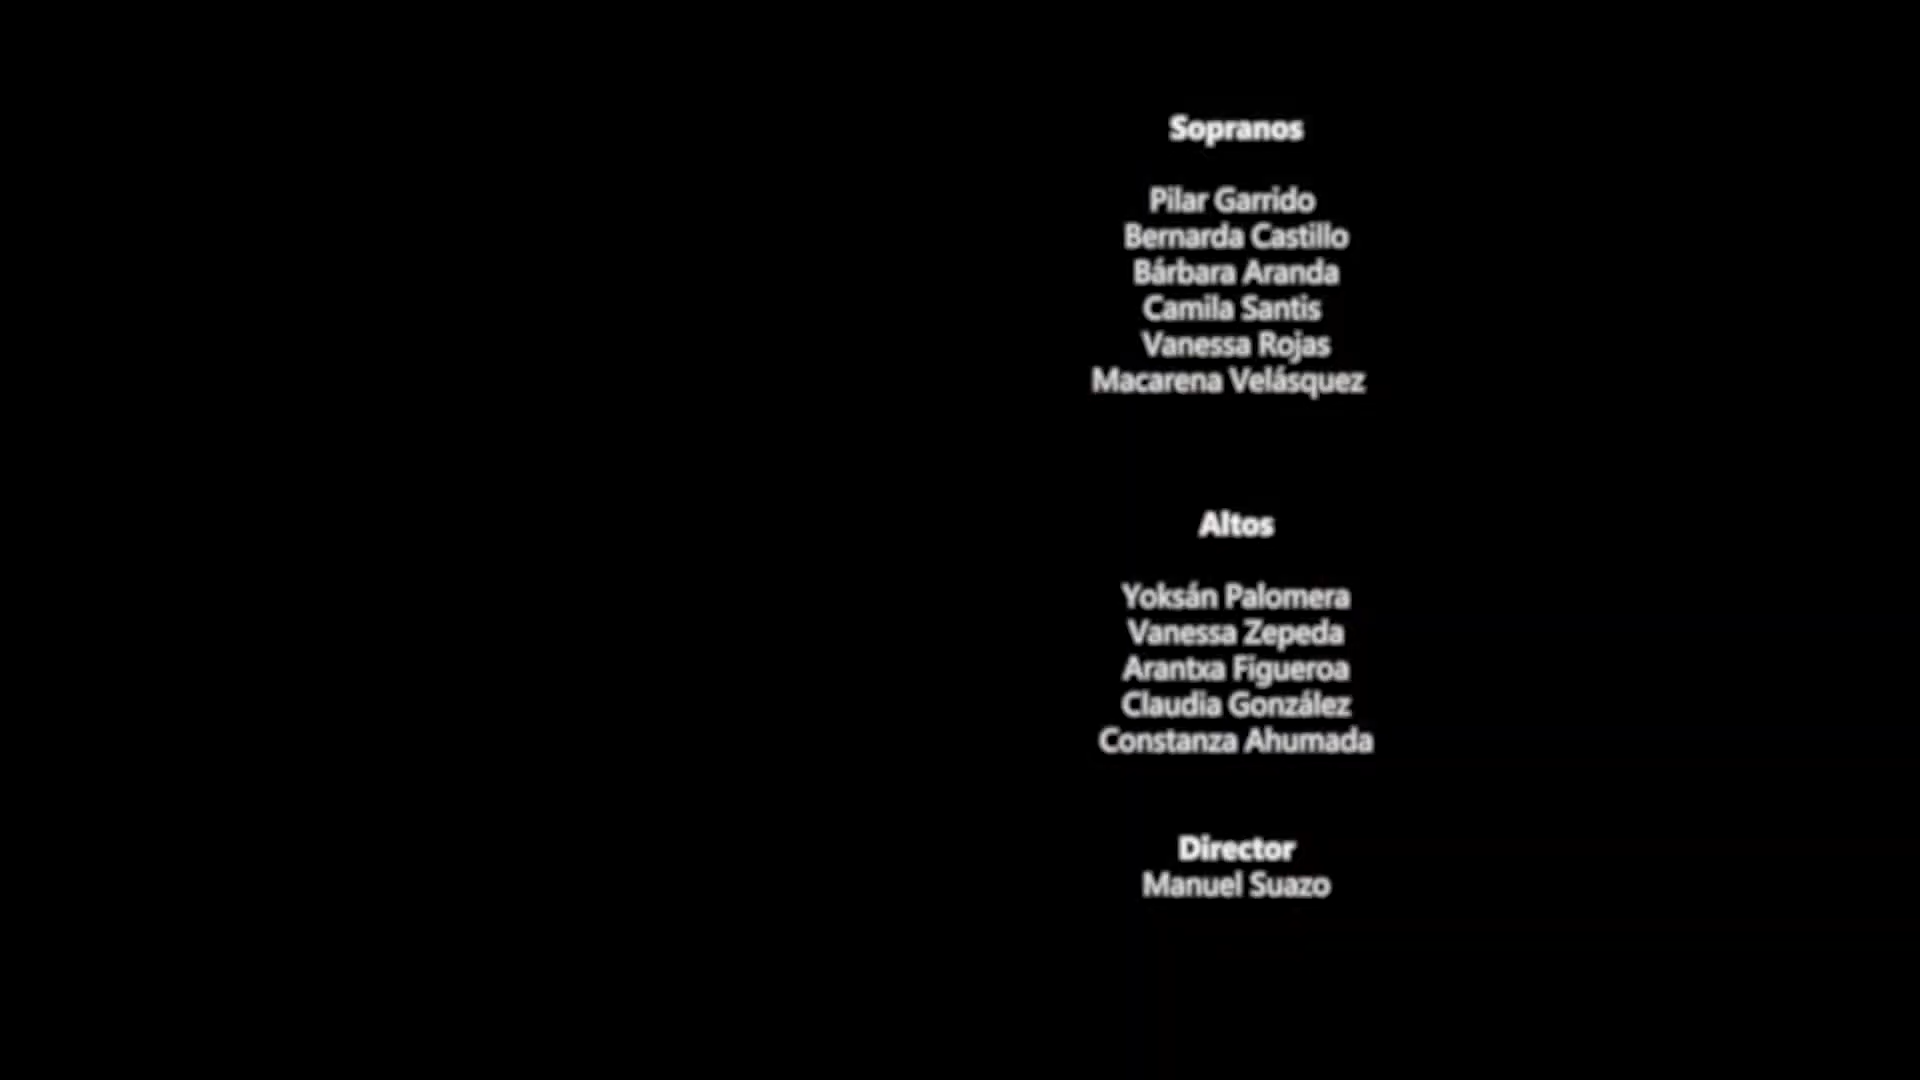 Sopranos
Pilar Garrido
Bernarda Castillo
Bárbara Aranda
Camila Santis
Vanessa Rojas
Macarena Velásquez
Altos
Yoksán Palomera
Vanessa Zepeda
Arantxa Figueroa
Claudia González
Constanza Ahumada
Director
Manuel Suazo